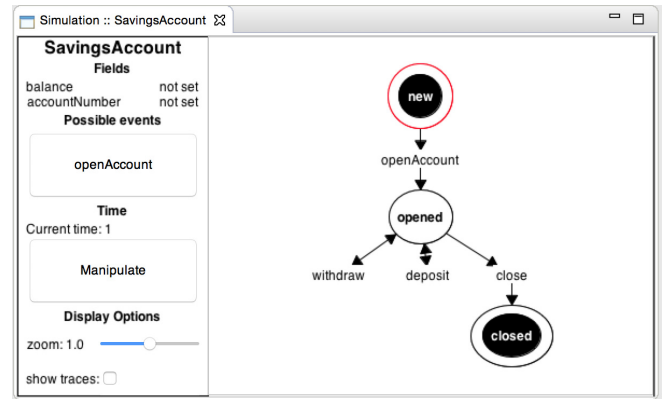 Simulation :: SavingsAccount
SavingsAccount
Fields
balance not set
accountNumber not set
Possible events
openAccount
Time
Current time: 1
Manipulate
Display Options
zoom: 1.0
show traces:
new
openAccount
opened
withdraw deposit close
closed